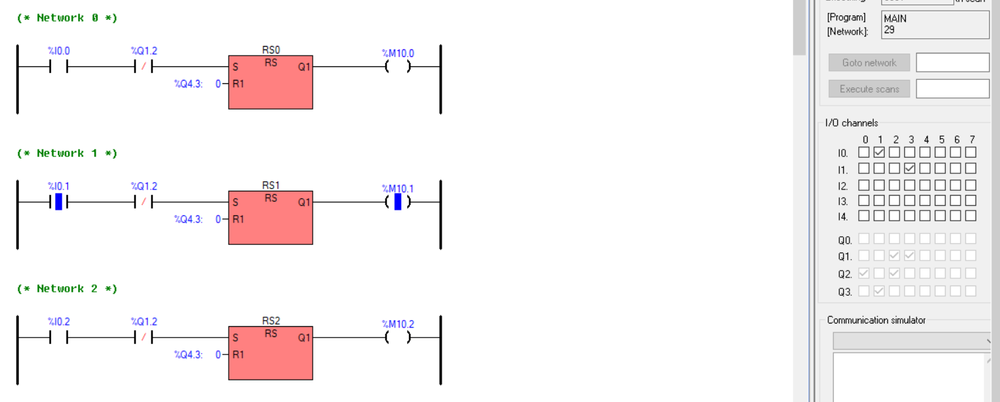 (* Network 0 *)
%I0.0 %Q1.2 RS0 %M10.0
S RS Q1
%Q4.3: 0 R1
(* Network 1 *)
%I0.1 %Q1.2 RS1 %M10.1
S RS Q1
%Q4.3: 0 R1
(* Network 2 *)
%I0.2 %Q1.2 RS2 %M10.2
S RS Q1
%Q4.3: 0 R1
[Program] MAIN
[Network]: 29
Goto network
Execute scans
I/O channels
0 1 2 3 4 5 6 7
I0.
I1.
I2.
I3.
I4.
Q0.
Q1.
Q2.
Q3.
Communication simulator